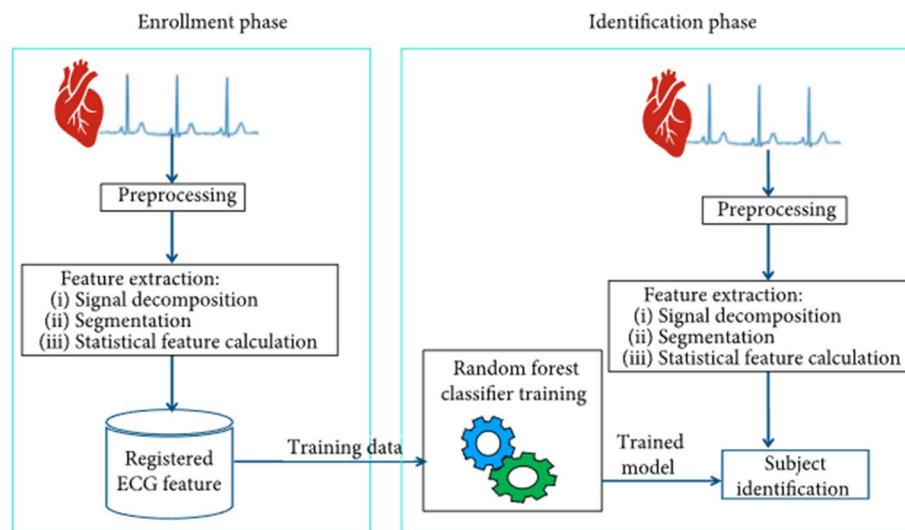 Enrollment phase
Preprocessing
Feature extraction:
(i) Signal decomposition
(ii) Segmentation
(iii) Statistical feature calculation
Registered
ECG feature
Training data
Identification phase
Preprocessing
Feature extraction:
(i) Signal decomposition
(ii) Segmentation
(iii) Statistical feature calculation
Random forest
classifier training
Trained
model
Subject
identification